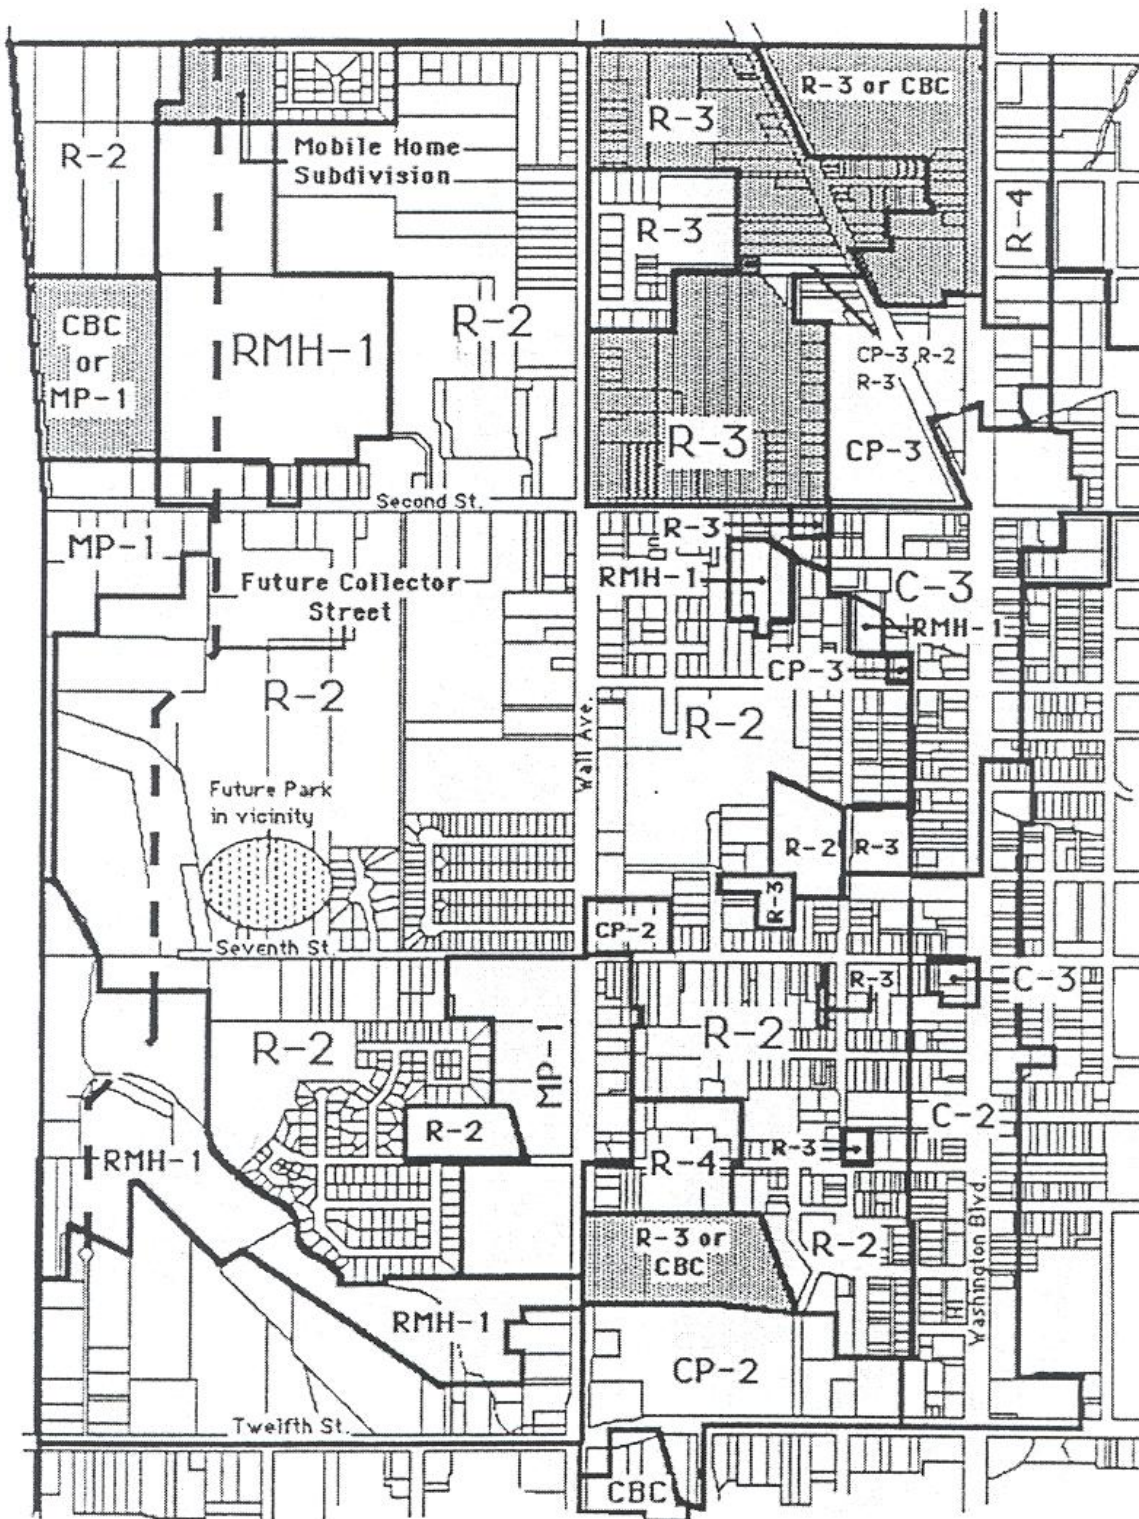 R-3 or CBC
R-3
R-2
Mobile Home
Subdivision
R-4
R-3
CBC
or
MP-1
RMH-1
R-2
CP-3, R-2
R-3
R-3
CP-3
Second St.
R-3
MP-1
RMH-1
C-3
Future Collector
Street
RMH-1
CP-3
R-2
R-2
Wall Ave.
Future Park
in vicinity
R-2
R-3
R-3
CP-2
Seventh St.
R-3
C-3
R-2
R-2
MP-1
C-2
R-2
R-3
RMH-1
R-4
R-3 or
CBC
R-2
Washington Blvd.
RMH-1
CP-2
Twelfth St.
CBC